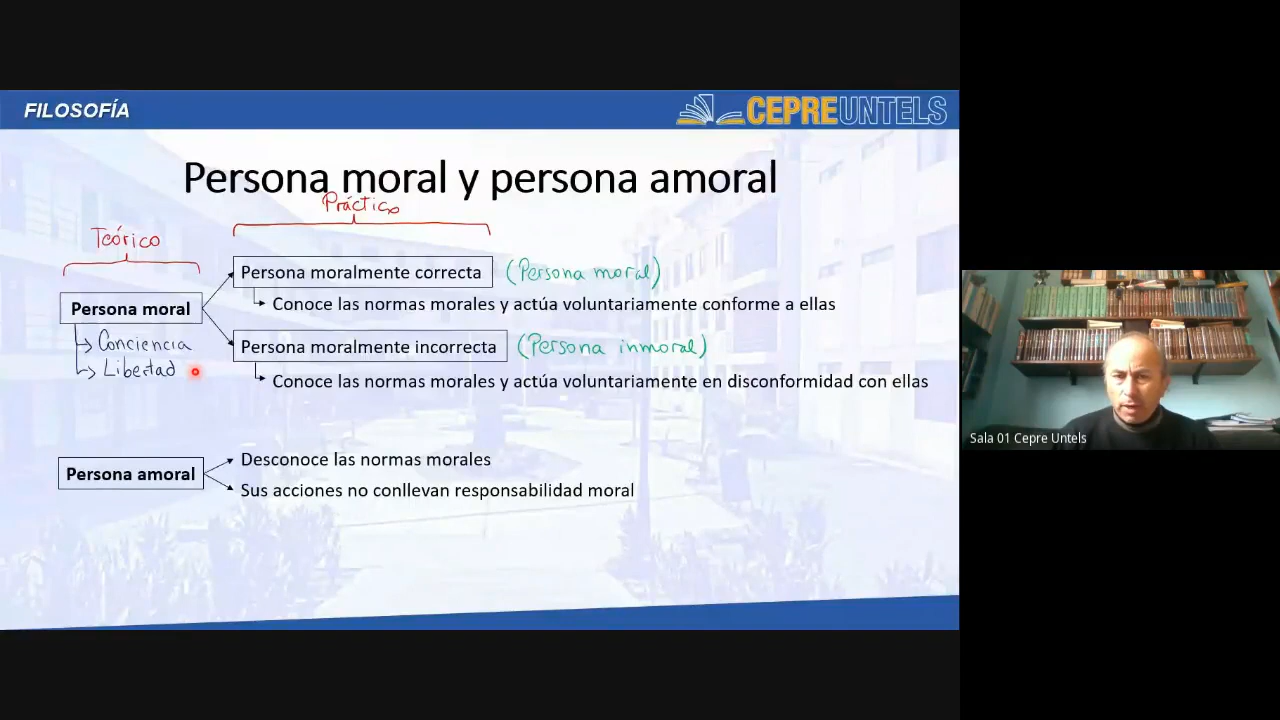 FILOSOFÍA
CEPREUNTELS
Persona moral y persona amoral
Práctico
Teórico
Persona moralmente correcta (Persona moral)
Conoce las normas morales y actúa voluntariamente conforme a ellas
Persona moral
Conciencia
Libertad
Persona moralmente incorrecta (Persona inmoral)
Conoce las normas morales y actúa voluntariamente en disconformidad con ellas
Persona amoral
Desconoce las normas morales
Sus acciones no conllevan responsabilidad moral
Sala 01 Cepre Untels